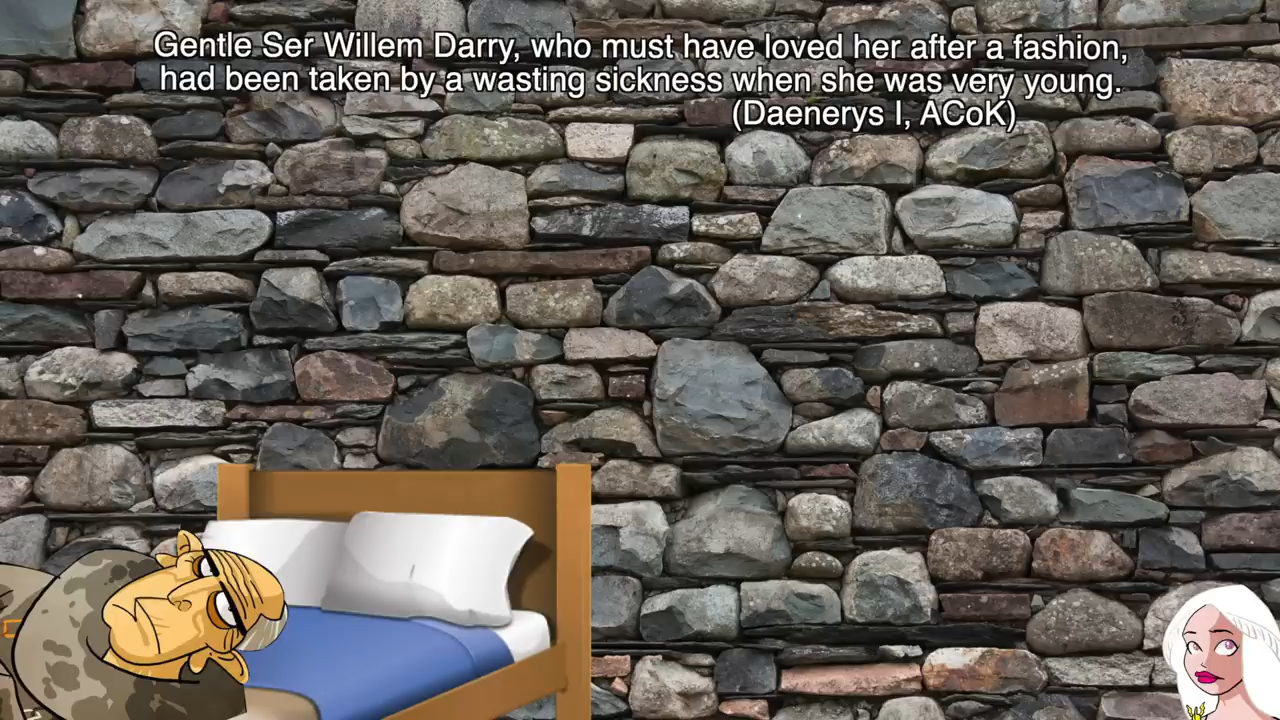 Gentle Ser Willem Darry, who must have loved her after a fashion,
had been taken by a wasting sickness when she was very young.
(Daenerys I, ACoK)